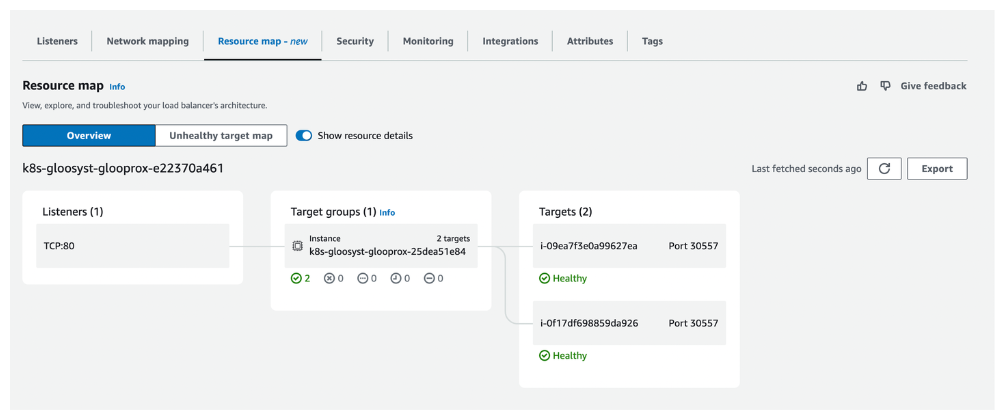 Listeners Network mapping Resource map - new Security Monitoring Integrations Attributes Tags
Resource map Info
Give feedback
View, explore, and troubleshoot your load balancer's architecture.
Overview Unhealthy target map Show resource details
k8s-gloosyst-glooprox-e22370a461
Last fetched seconds ago Export
Listeners (1)
TCP:80
Target groups (1) Info
Instance 2 targets
k8s-gloosyst-glooprox-25dea51e84
2 0 0 0 0
Targets (2)
i-09ea7f3e0a99627ea Port 30557
Healthy
i-0f17df698859da926 Port 30557
Healthy